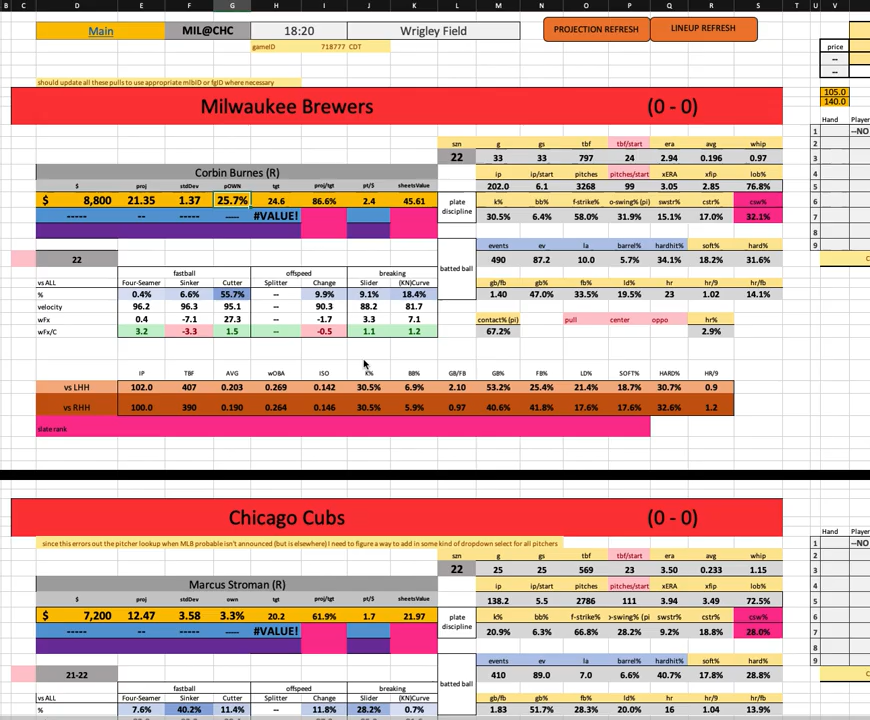 B C D E F G H I J K L M N O P Q R S T U V W
Main MIL@CHC 18:20 Wrigley Field PROJECTION REFRESH LINEUP REFRESH
gameID 718777 CDT price
--
--
should update all these pulls to use appropriate mlbID or fgID where necessary
105.0
140.0
Milwaukee Brewers (0 - 0)
Hand Player
1 --NO
szn g gs tbf tbf/start era avg whip 2
22 33 33 797 24 2.94 0.196 0.97 3
Corbin Burnes (R) ip ip/start pitches pitches/start xERA xfip lob% 4
$ proj stdDev pOWN tgt proj/tgt pt/$ sheetsValue 202.0 6.1 3268 99 3.05 2.85 76.8% 5
$ 8,800 21.35 1.37 25.7% 24.6 86.6% 2.4 45.61 plate discipline k% bb% f-strike% o-swing% (pi) swstr% cstr% csw% 6
----- -- ----- ---- #VALUE! 30.5% 6.4% 58.0% 31.9% 15.1% 17.0% 32.1% 7
8
events ev la barrel% hardhit% soft% hard% 9
22 batted ball 490 87.2 10.0 5.7% 34.1% 18.2% 31.6%
fastball offspeed breaking
vs ALL Four-Seamer Sinker Cutter Splitter Change Slider (KN)Curve gb/fb gb% fb% ld% hr hr/9 hr/fb
% 0.4% 6.6% 55.7% -- 9.9% 9.1% 18.4% 1.40 47.0% 33.5% 19.5% 23 1.02 14.1%
velocity 96.2 96.3 95.1 -- 90.3 88.2 81.7
wFx 0.4 -7.1 27.3 -- -1.7 3.3 7.1 contact% (pi) pull center oppo hr%
wFx/C 3.2 -3.3 1.5 -- -0.5 1.1 1.2 67.2% 2.9%
IP TBF AVG wOBA ISO K% BB% GB/FB GB% FB% LD% SOFT% HARD% HR/9
vs LHH 102.0 407 0.203 0.269 0.142 30.5% 6.9% 2.10 53.2% 25.4% 21.4% 18.7% 30.7% 0.9
vs RHH 100.0 390 0.190 0.264 0.146 30.5% 5.9% 0.97 40.6% 41.8% 17.6% 17.6% 32.6% 1.2
slate rank
Chicago Cubs (0 - 0)
Hand Player
since this errors out the pitcher lookup when MLB probable isn't announced (but is elsewhere) I need to figure a way to add in some kind of dropdown select for all pitchers 1 --NO
szn g gs tbf tbf/start era avg whip 2
22 25 25 569 23 3.50 0.233 1.15 3
Marcus Stroman (R) ip ip/start pitches pitches/start xERA xfip lob% 4
$ proj stdDev own tgt proj/tgt pt/$ sheetsValue 138.2 5.5 2786 111 3.94 3.49 72.5% 5
$ 7,200 12.47 3.58 3.3% 20.2 61.9% 1.7 21.97 plate discipline k% bb% f-strike% >-swing% (pi swstr% cstr% csw% 6
----- -- ----- ---- #VALUE! 20.9% 6.3% 66.8% 28.2% 9.2% 18.8% 28.0% 7
8
events ev la barrel% hardhit% soft% hard% 9
21-22 batted ball 410 89.0 7.0 6.6% 40.7% 17.8% 28.8%
fastball offspeed breaking
vs ALL Four-Seamer Sinker Cutter Splitter Change Slider (KN)Curve gb/fb gb% fb% ld% hr hr/9 hr/fb
% 7.6% 40.2% 11.4% -- 11.8% 28.2% 0.7% 1.83 51.7% 28.3% 20.0% 16 1.04 13.9%